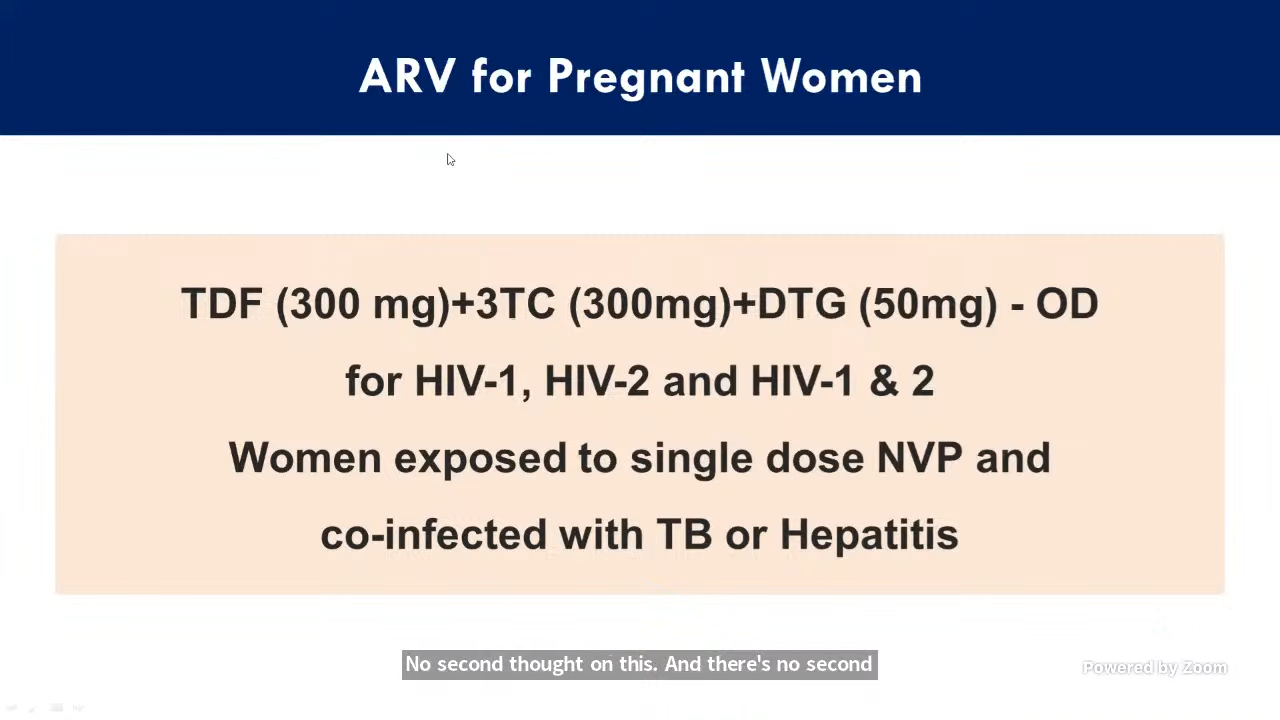 ARV for Pregnant Women
TDF (300 mg)+3TC (300mg)+DTG (50mg) - OD
for HIV-1, HIV-2 and HIV-1 & 2
Women exposed to single dose NVP and
co-infected with TB or Hepatitis
No second thought on this. And there's no second
Powered by Zoom